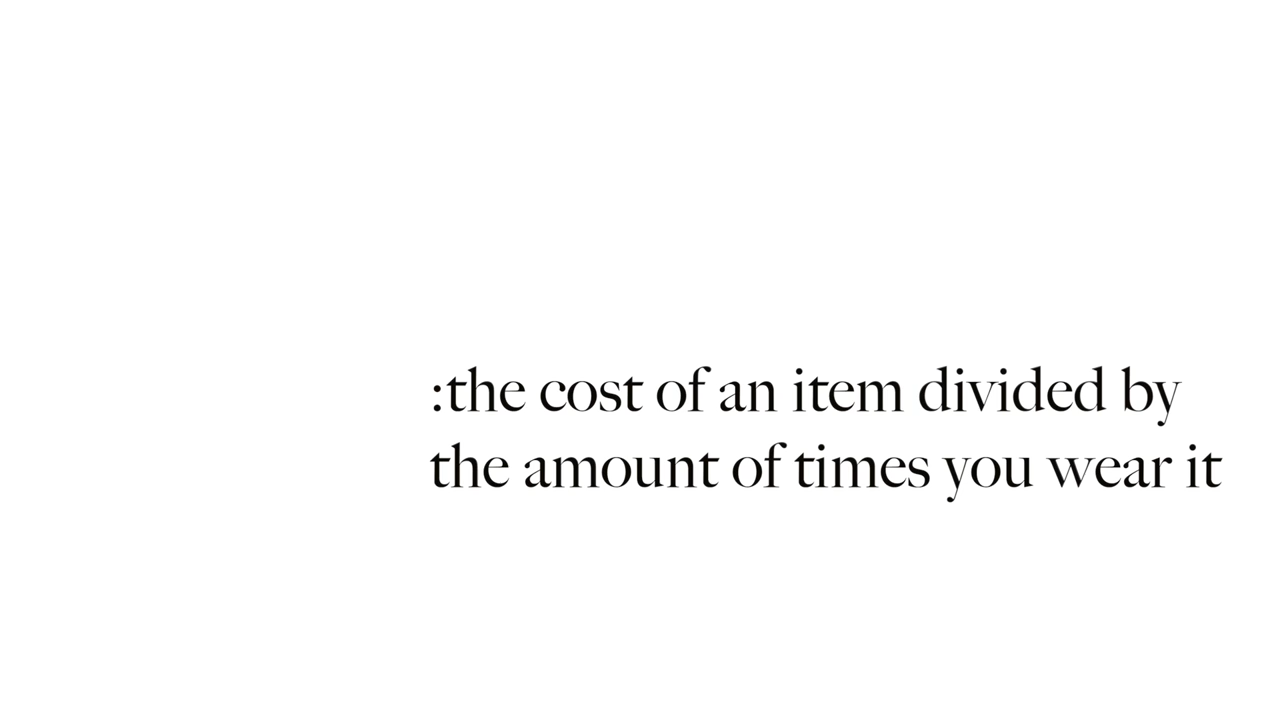 :the cost of an item divided by
the amount of times you wear it